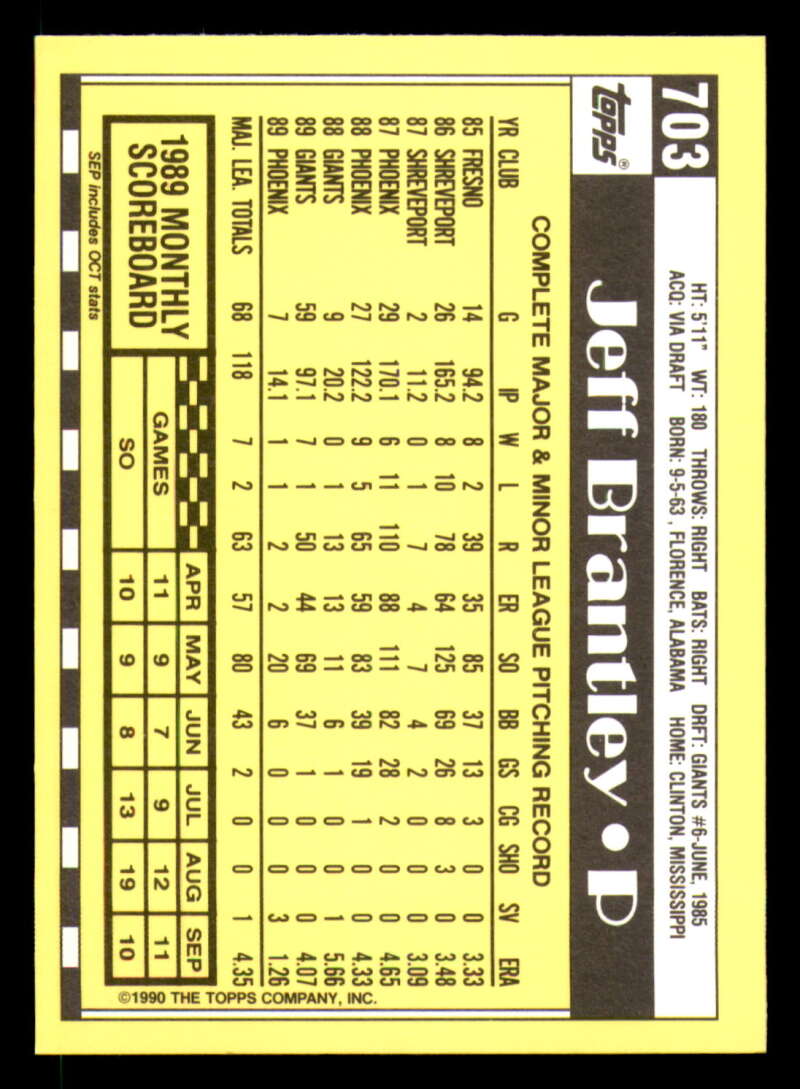 703
HT: 5'11" WT: 180 THROWS: RIGHT BATS: RIGHT DRFT: GIANTS #6-JUNE, 1985
ACQ: VIA DRAFT BORN: 9-5-63 , FLORENCE, ALABAMA HOME: CLINTON, MISSISSIPPI
Topps®
Jeff Brantley • P
COMPLETE MAJOR & MINOR LEAGUE PITCHING RECORD
YR CLUB G IP W L R ER SO BB GS CG SHO SV ERA
85 FRESNO 14 94.2 8 2 39 35 85 37 13 3 0 0 3.33
86 SHREVEPORT 26 165.2 8 10 78 64 125 69 26 8 3 0 3.48
87 SHREVEPORT 2 11.2 0 1 7 4 7 4 2 0 0 0 3.09
87 PHOENIX 29 170.1 6 11 110 88 111 82 28 2 0 0 4.65
88 PHOENIX 27 122.2 9 5 65 59 83 39 19 1 0 0 4.33
88 GIANTS 9 20.2 0 1 13 13 11 6 1 0 0 1 5.66
89 GIANTS 59 97.1 7 1 50 44 69 37 1 0 0 0 4.07
89 PHOENIX 7 14.1 1 1 2 2 20 6 0 0 0 3 1.26
MAJ. LEA. TOTALS 68 118 7 2 63 57 80 43 2 0 0 1 4.35
1989 MONTHLY
SCOREBOARD
APR MAY JUN JUL AUG SEP
GAMES 11 9 7 9 12 11
SO 10 9 8 13 19 10
SEP includes OCT stats
©1990 THE TOPPS COMPANY, INC.